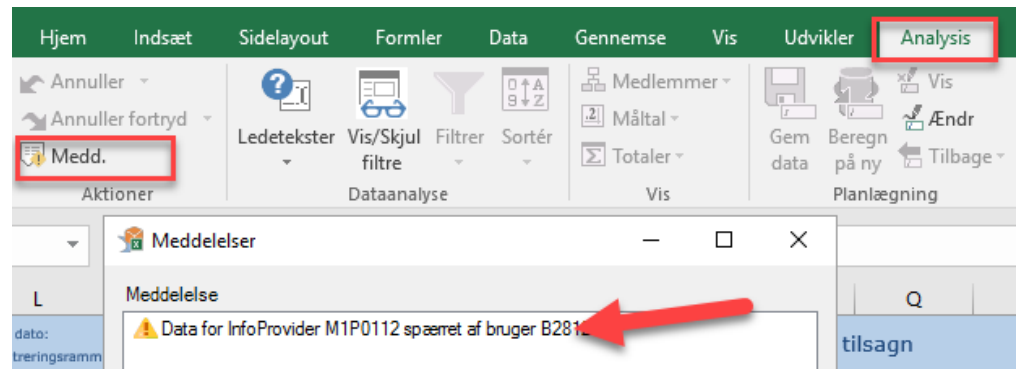 Hjem Indsæt Sidelayout Formler Data Gennemse Vis Udvikler Analysis
Annuller
Annuller fortryd
Medd.
Aktioner
Ledetekster
Vis/Skjul filtre
Filtrer
Sortér
Dataanalyse
Medlemmer
Måltal
Totaler
Vis
Gem data
Beregn på ny
Vis
Ændr
Tilbage
Planlægning
Meddelelser
Meddelelse
Data for InfoProvider M1P0112 spærret af bruger
L
Q
dato:
treringsramm
tilsagn